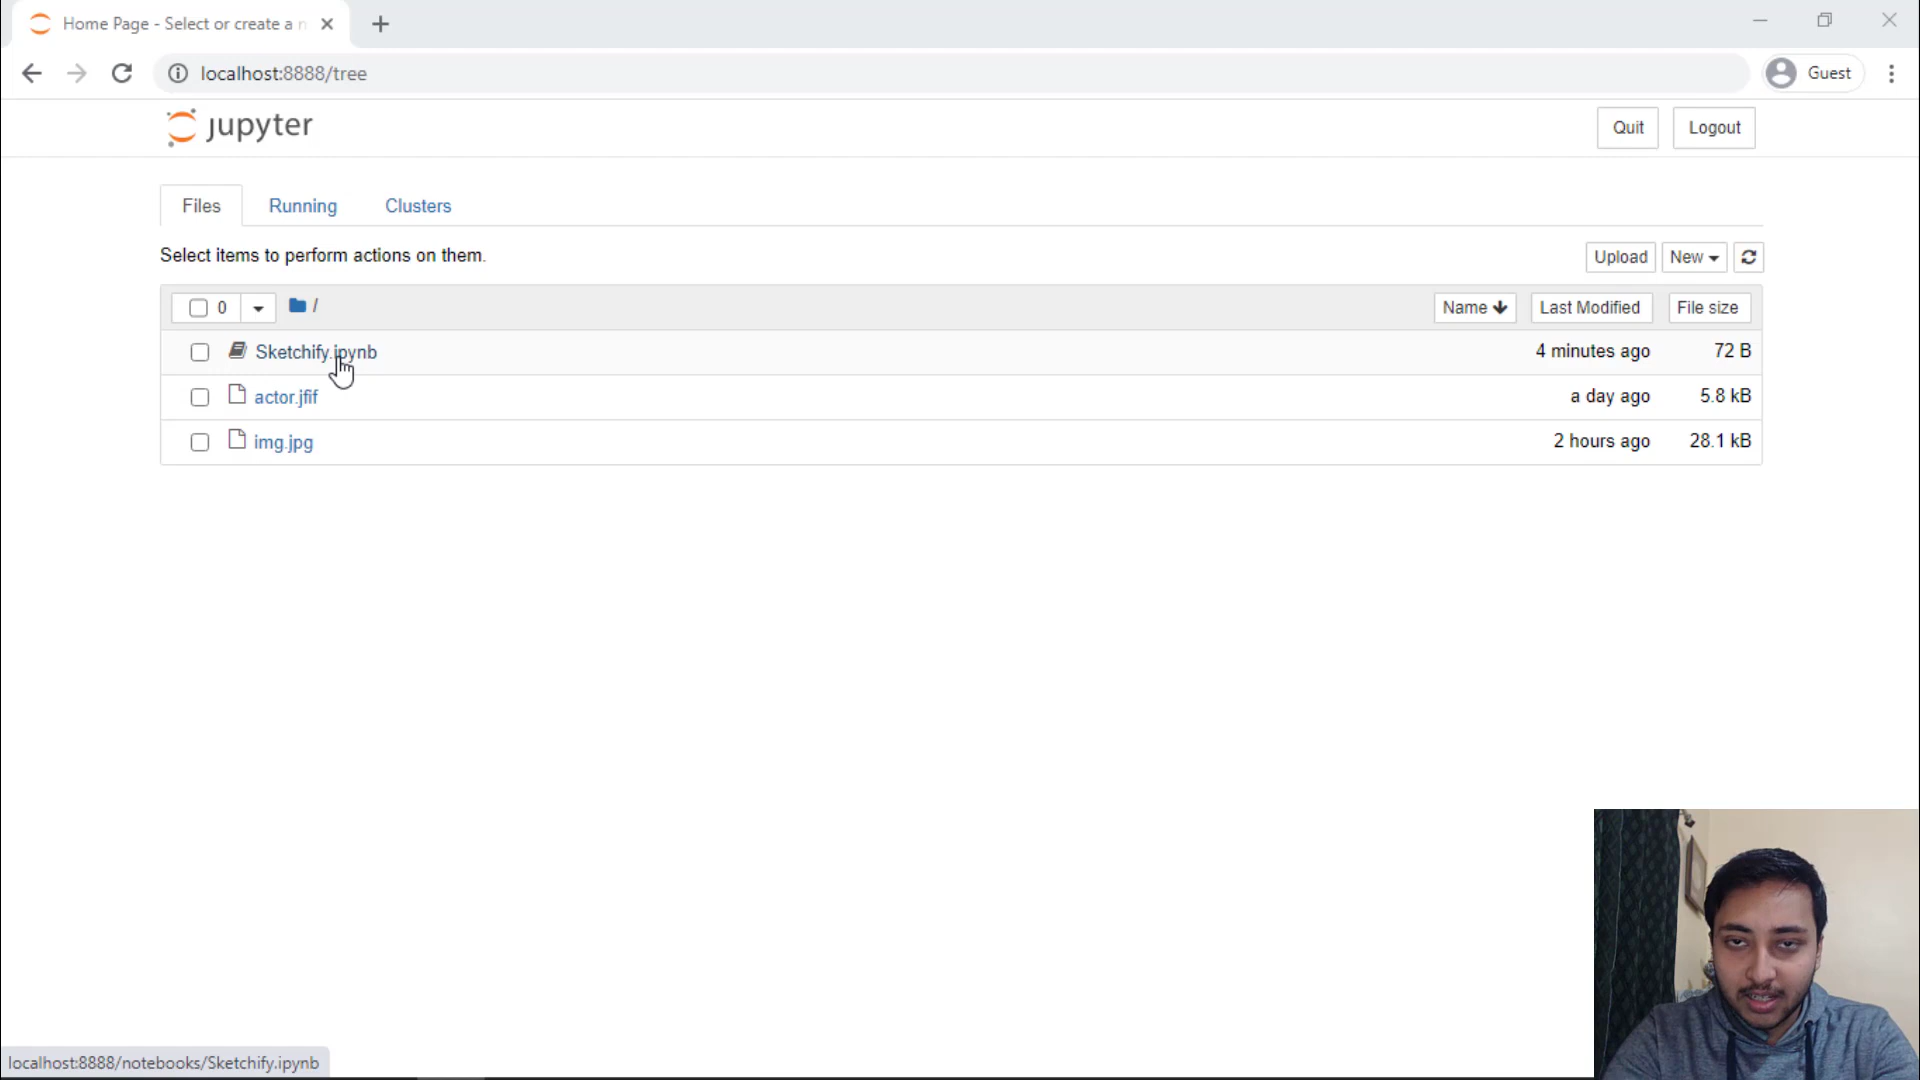 Home Page - Select or create a n
localhost:8888/tree
Guest
jupyter
Quit
Logout
Files
Running
Clusters
Select items to perform actions on them.
Upload
New
0
/
Name
Last Modified
File size
Sketchify.ipynb
4 minutes ago
72 B
actor.jfif
a day ago
5.8 kB
img.jpg
2 hours ago
28.1 kB
localhost:8888/notebooks/Sketchify.ipynb